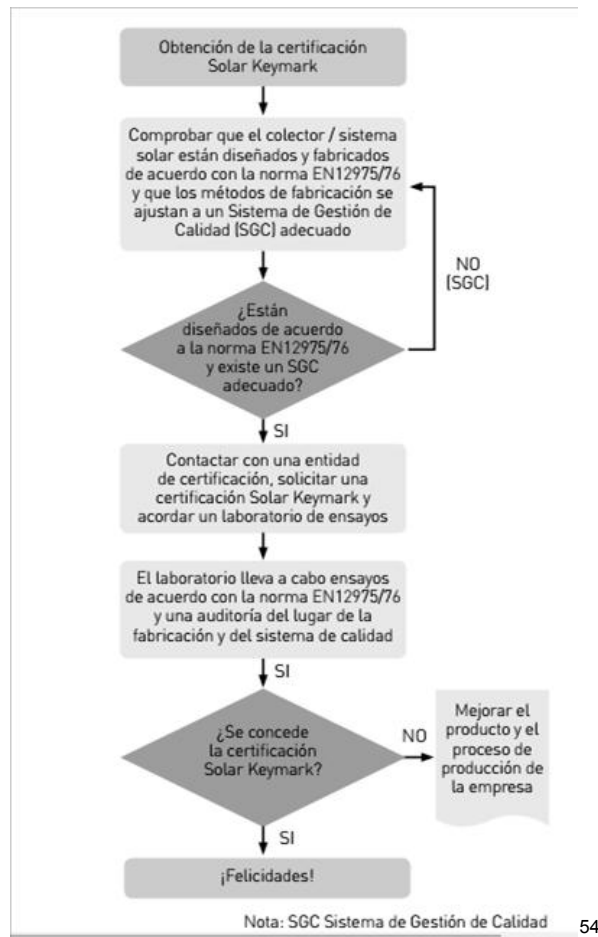 Obtención de la certificación
Solar Keymark
Comprobar que el colector / sistema
solar están diseñados y fabricados
de acuerdo con la norma EN12975/76
y que los métodos de fabricación se
ajustan a un Sistema de Gestión de
Calidad (SGC) adecuado
NO
(SGC)
¿Están
diseñados de acuerdo
a la norma EN12975/76
y existe un SGC
adecuado?
SI
Contactar con una entidad
de certificación, solicitar una
certificación Solar Keymark y
acordar un laboratorio de ensayos
El laboratorio lleva a cabo ensayos
de acuerdo con la norma EN12975/76
y una auditoría del lugar de la
fabricación y del sistema de calidad
SI
¿Se concede
la certificación
Solar Keymark?
NO
Mejorar el
producto y el
proceso de
producción de
la empresa
SI
¡Felicidades!
Nota: SGC Sistema de Gestión de Calidad
54